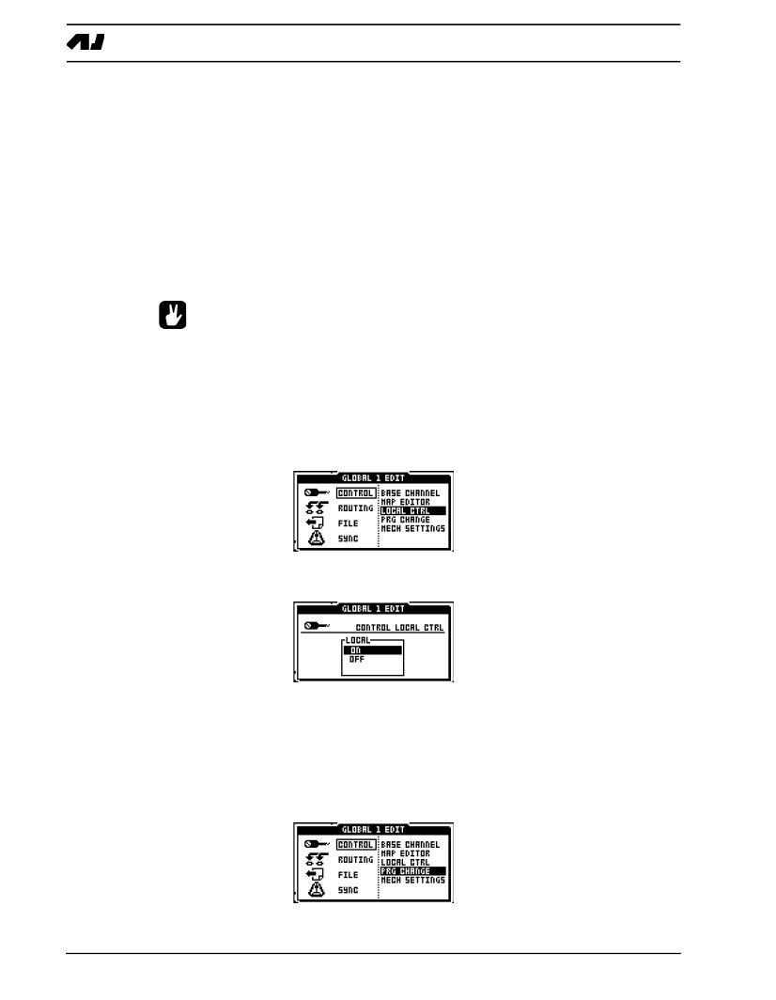 GLOBAL 1 EDIT
CONTROL
ROUTING
FILE
SYNC
BASE CHANNEL
MAP EDITOR
LOCAL CTRL
PRG CHANGE
MECH SETTINGS
GLOBAL 1 EDIT
CONTROL LOCAL CTRL
LOCAL
ON
OFF
GLOBAL 1 EDIT
CONTROL
ROUTING
FILE
SYNC
BASE CHANNEL
MAP EDITOR
LOCAL CTRL
PRG CHANGE
MECH SETTINGS